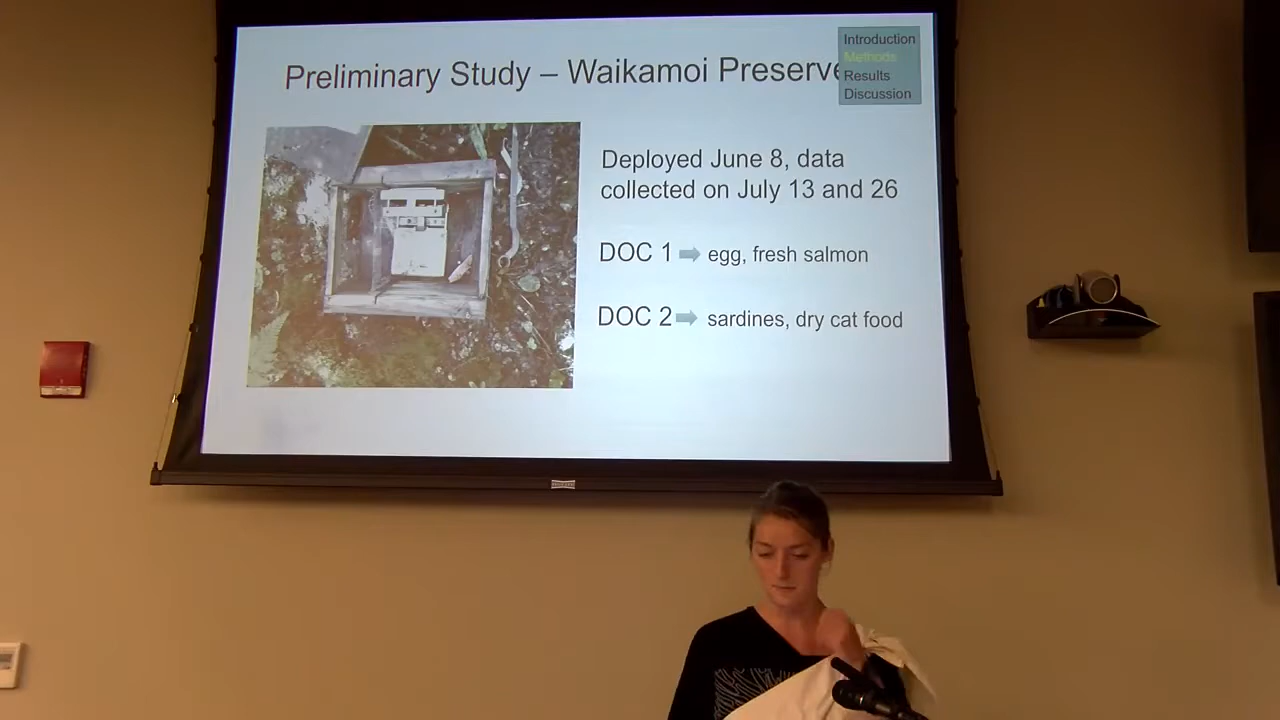 Preliminary Study – Waikamoi Preserve
Introduction
Methods
Results
Discussion
Deployed June 8, data
collected on July 13 and 26
DOC 1 ➡ egg, fresh salmon
DOC 2 ➡ sardines, dry cat food